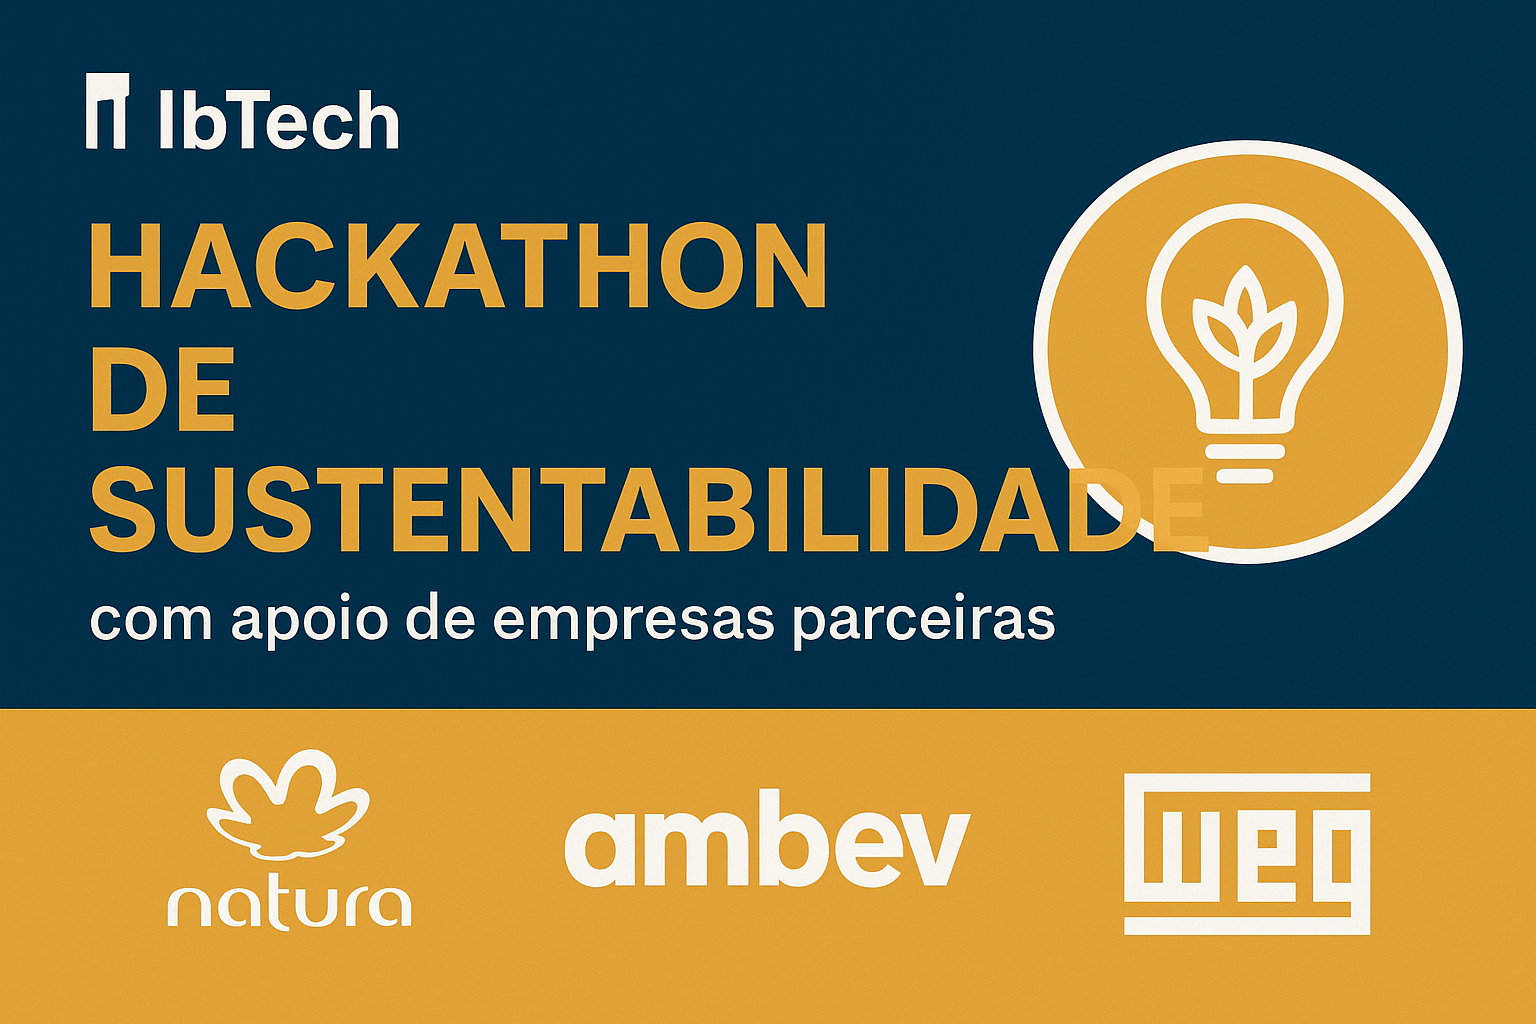 IbTech
HACKATHON
DE
SUSTENTABILIDADE
com apoio de empresas parceiras
natura
ambev
weg